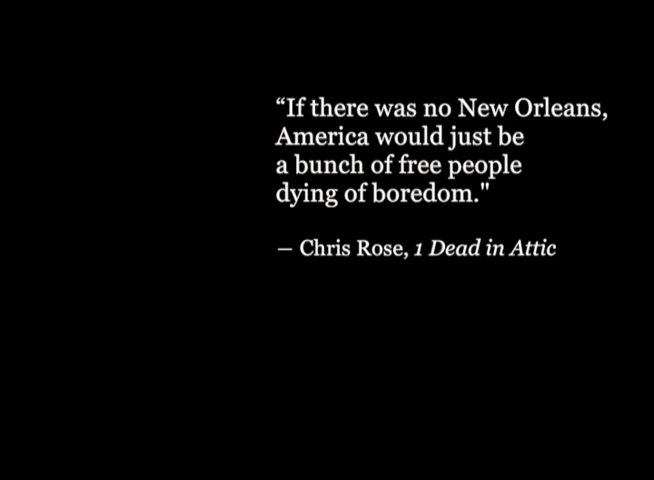 “If there was no New Orleans,
America would just be
a bunch of free people
dying of boredom."
— Chris Rose, 1 Dead in Attic